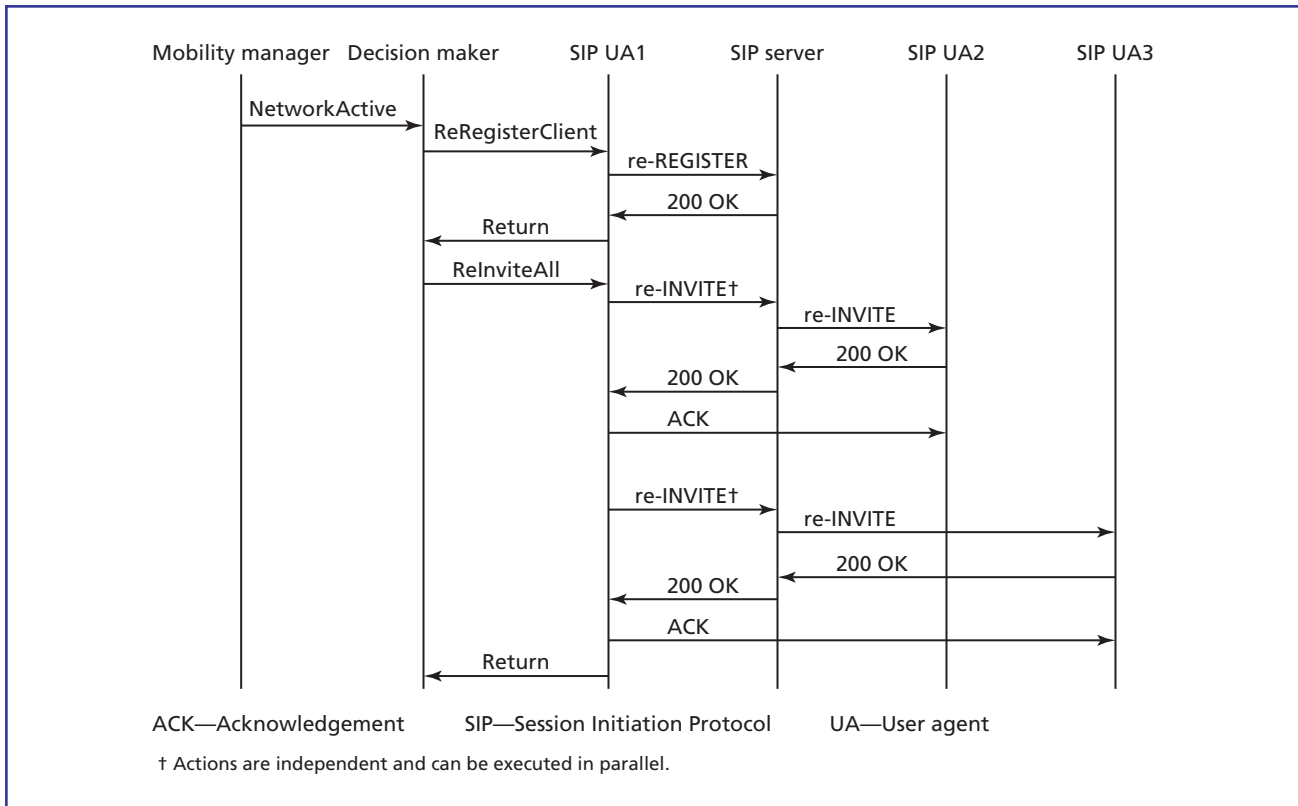 Mobility manager Decision maker SIP UA1 SIP server SIP UA2 SIP UA3
NetworkActive
ReRegisterClient
re-REGISTER
200 OK
Return
ReInviteAll
re-INVITE†
re-INVITE
200 OK
200 OK
ACK
re-INVITE†
re-INVITE
200 OK
200 OK
ACK
Return
ACK—Acknowledgement SIP—Session Initiation Protocol UA—User agent
† Actions are independent and can be executed in parallel.